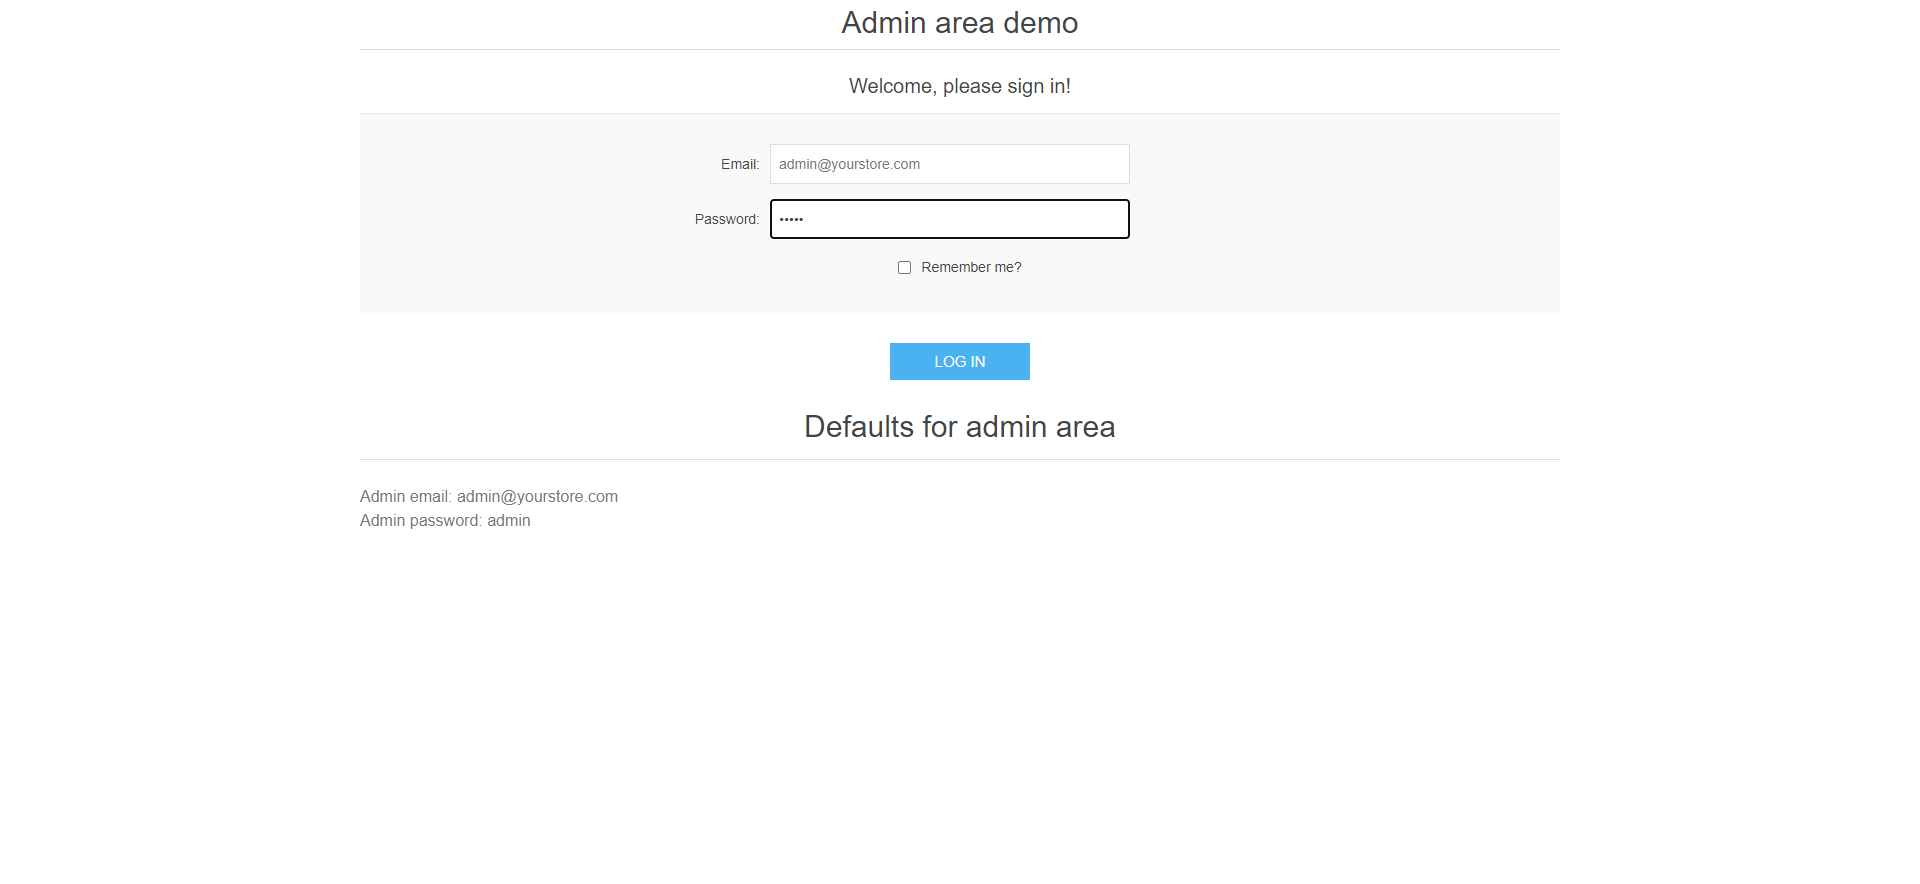 Admin area demo
Welcome, please sign in!
Email: admin@yourstore.com
Password: •••••
Remember me?
LOG IN
Defaults for admin area
Admin email: admin@yourstore.com
Admin password: admin